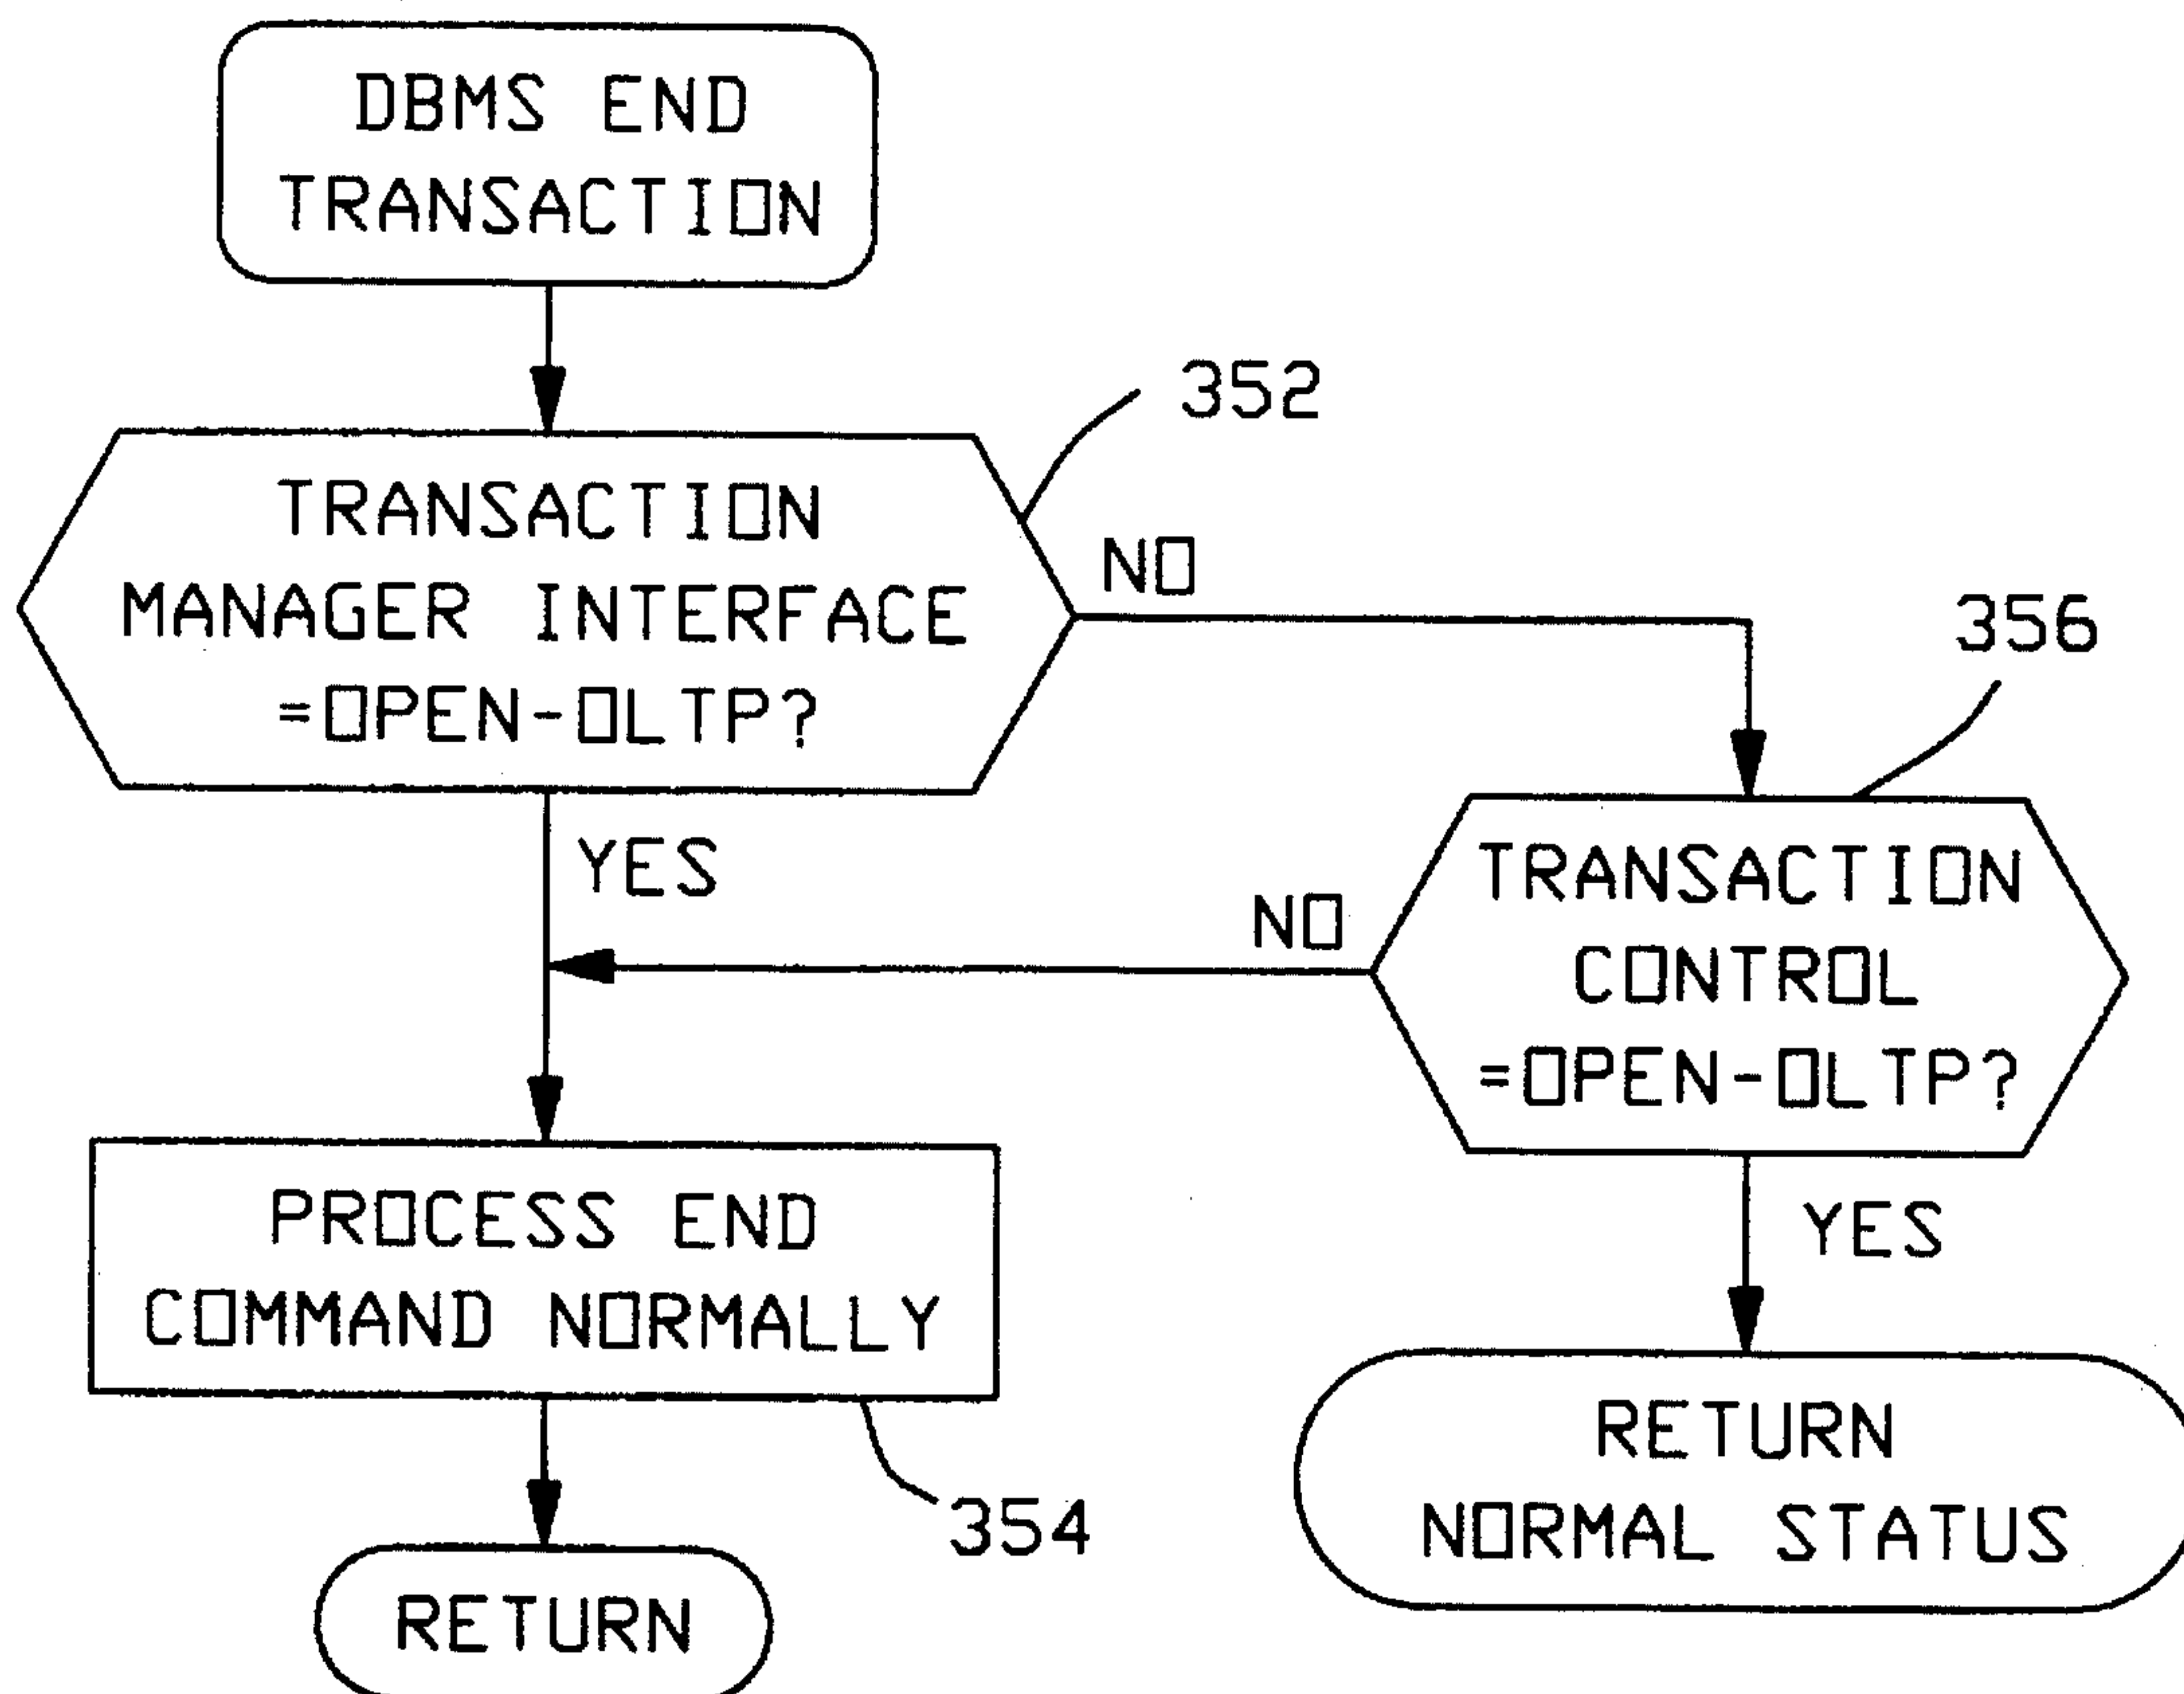 DBMS END
TRANSACTION
352
TRANSACTION
MANAGER INTERFACE
=OPEN-OLTP?
NO
356
YES
TRANSACTION
CONTROL
=OPEN-OLTP?
NO
YES
PROCESS END
COMMAND NORMALLY
354
RETURN
RETURN
NORMAL STATUS